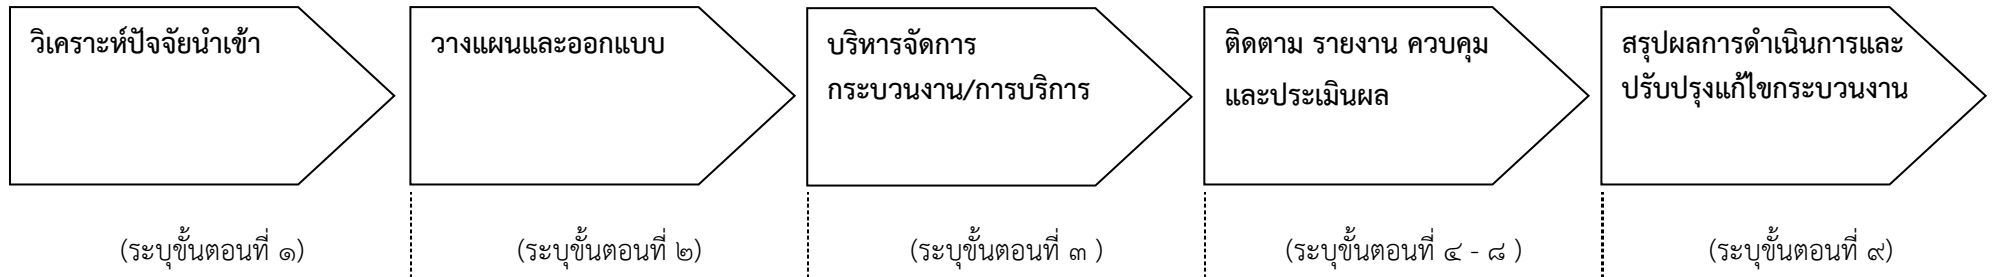 วิเคราะห์ปัจจัยนำเข้า
วางแผนและออกแบบ
บริหารจัดการ
กระบวนงาน/การบริการ
ติดตาม รายงาน ควบคุม
และประเมินผล
สรุปผลการดำเนินการและ
ปรับปรุงแก้ไขกระบวนงาน
(ระบุขั้นตอนที่ ๑)
(ระบุขั้นตอนที่ ๒)
(ระบุขั้นตอนที่ ๓ )
(ระบุขั้นตอนที่ ๔ - ๘ )
(ระบุขั้นตอนที่ ๙)